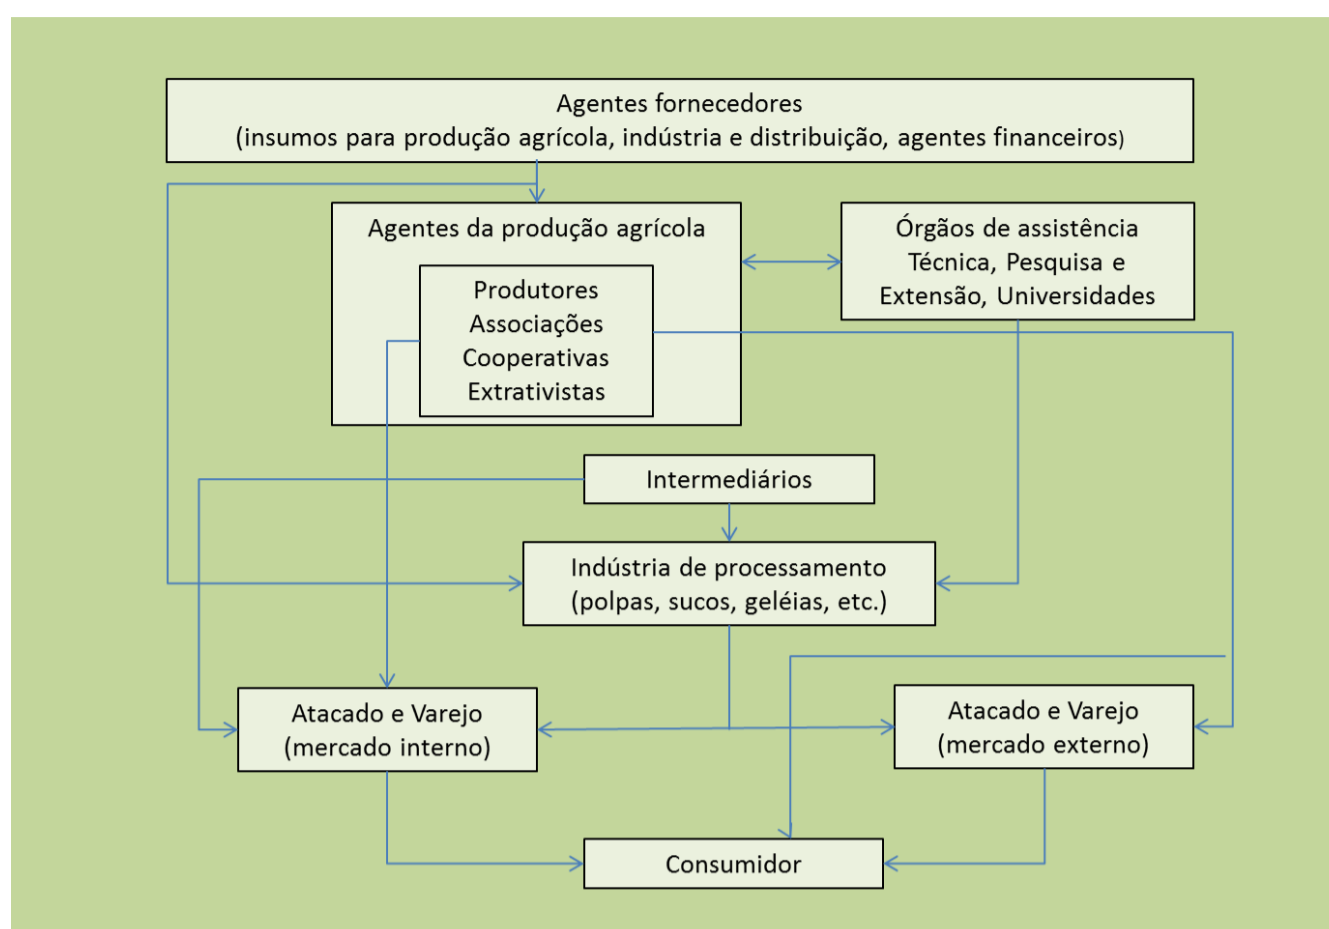 Agentes fornecedores
(insumos para produção agrícola, indústria e distribuição, agentes financeiros)
Agentes da produção agrícola
Produtores
Associações
Cooperativas
Extrativistas
Órgãos de assistência
Técnica, Pesquisa e
Extensão, Universidades
Intermediários
Indústria de processamento
(polpas, sucos, geléias, etc.)
Atacado e Varejo
(mercado interno)
Atacado e Varejo
(mercado externo)
Consumidor